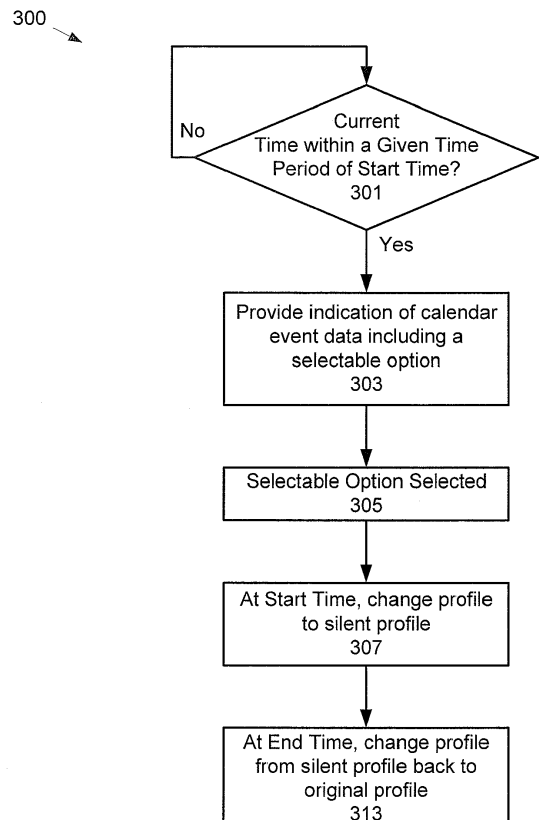 300
Current
Time within a Given Time
Period of Start Time?
301
No
Yes
Provide indication of calendar
event data including a
selectable option
303
Selectable Option Selected
305
At Start Time, change profile
to silent profile
307
At End Time, change profile
from silent profile back to
original profile
313